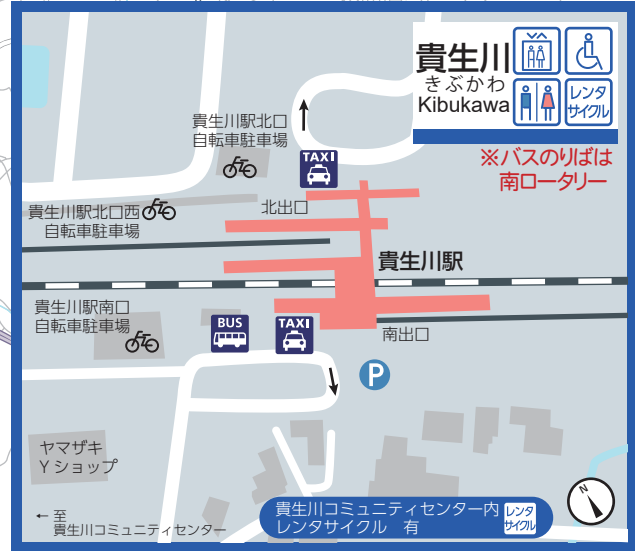 貴生川
きぶかわ
Kibukawa
レンタ
サイクル
※バスのりばは
南ロータリー
貴生川駅北口
自転車駐車場
TAXI
北出口
貴生川駅北口西
自転車駐車場
貴生川駅
貴生川駅南口
自転車駐車場
BUS
TAXI
南出口
P
ヤマザキ
Yショップ
← 至
貴生川コミュニティセンター
貴生川コミュニティセンター内
レンタサイクル 有
レンタ
サイクル
N